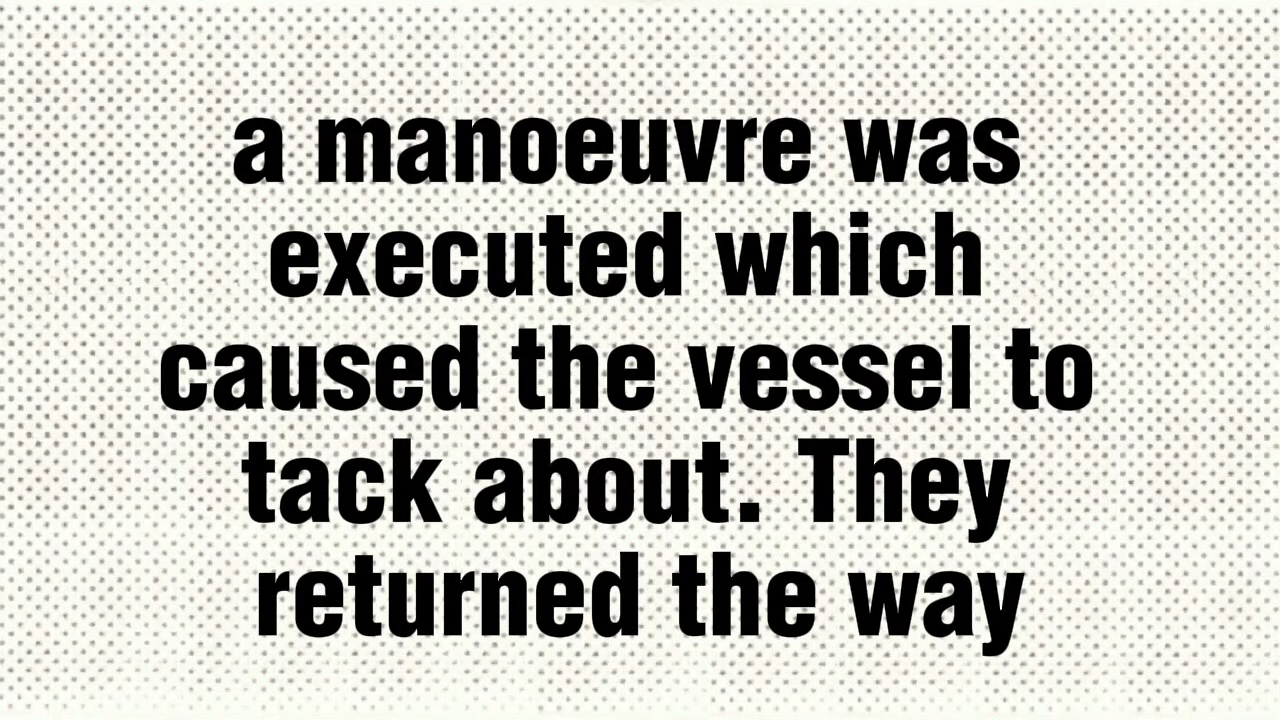 a manoeuvre was
executed which
caused the vessel to
tack about. They
returned the way